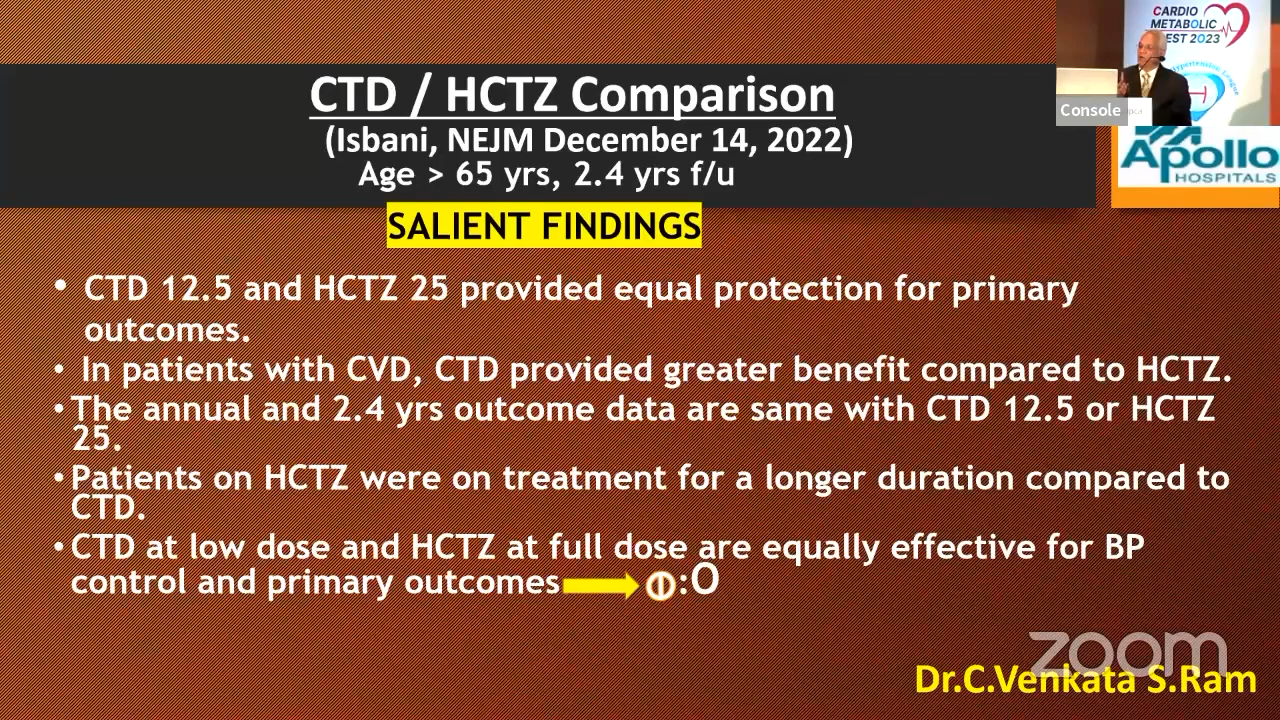 CARDIO
METABOLIC
EST 2023
Console
Apollo
HOSPITALS
CTD / HCTZ Comparison
(Isbani, NEJM December 14, 2022)
Age > 65 yrs, 2.4 yrs f/u
SALIENT FINDINGS
• CTD 12.5 and HCTZ 25 provided equal protection for primary
outcomes.
• In patients with CVD, CTD provided greater benefit compared to HCTZ.
• The annual and 2.4 yrs outcome data are same with CTD 12.5 or HCTZ
25.
• Patients on HCTZ were on treatment for a longer duration compared to
CTD.
• CTD at low dose and HCTZ at full dose are equally effective for BP
control and primary outcomes
:O
zoom
Dr.C.Venkata S.Ram